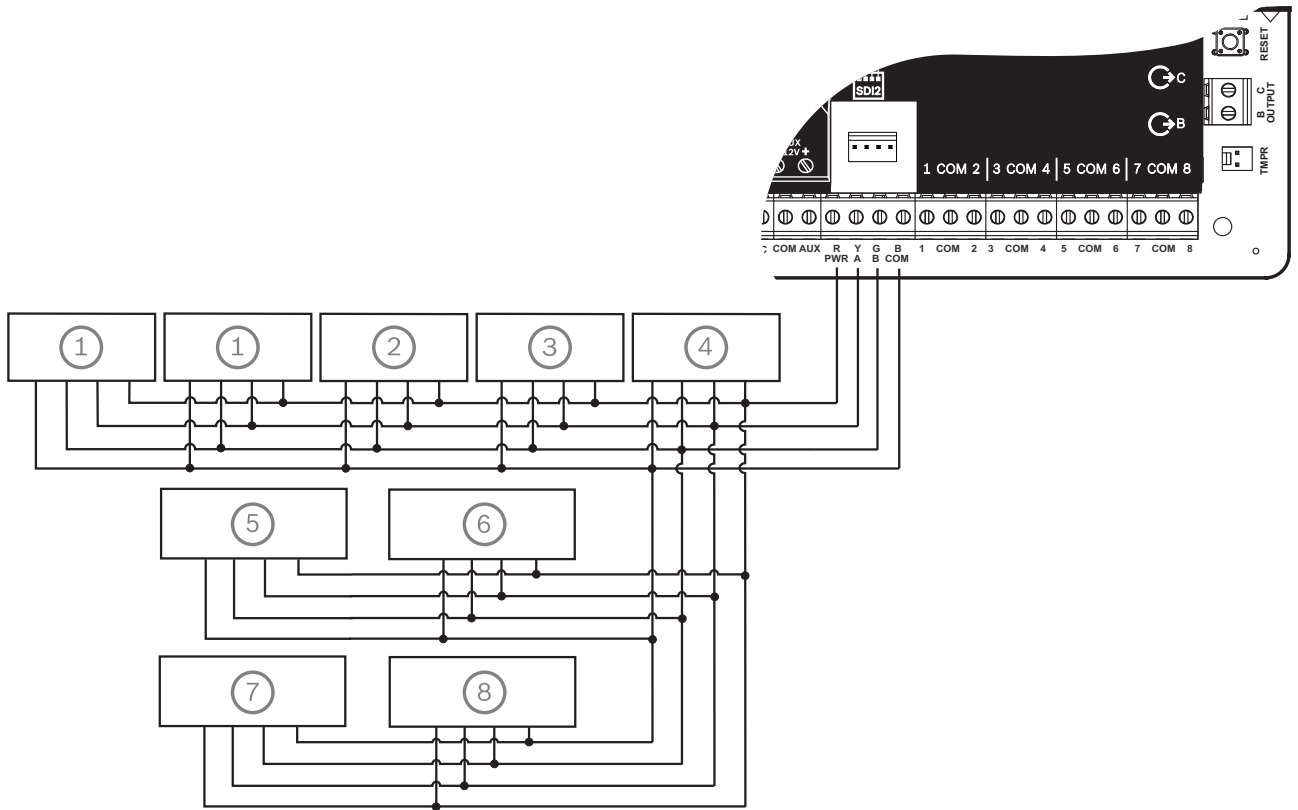 L
RESET
C
B
B C
OUTPUT
TMPR
SDI2
12V +
1 COM 2 3 COM 4 5 COM 6 7 COM 8
COM AUX R Y G B 1 COM 2 3 COM 4 5 COM 6 7 COM 8
PWR A B COM
1 1 2 3 4
5 6
7 8